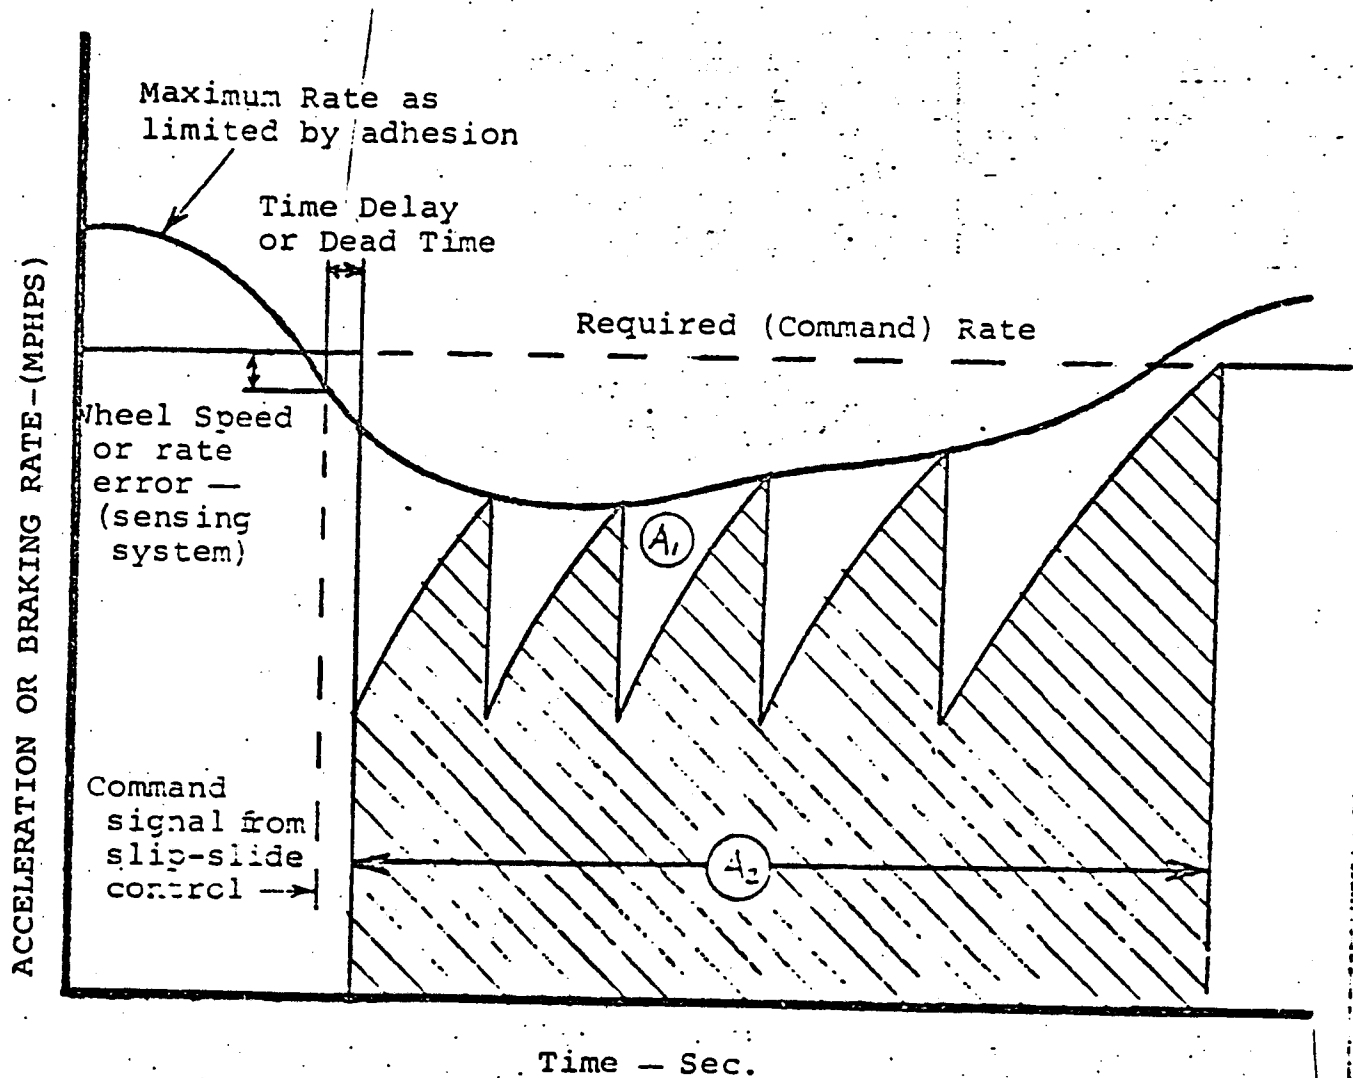 Maximum Rate as
limited by adhesion
Time Delay
or Dead Time
Required (Command) Rate
Wheel Speed
or rate
error —
(sensing
system)
A₁
Command
signal from
slip-slide
control
A₂
ACCELERATION OR BRAKING RATE-(MPHPS)
Time — Sec.